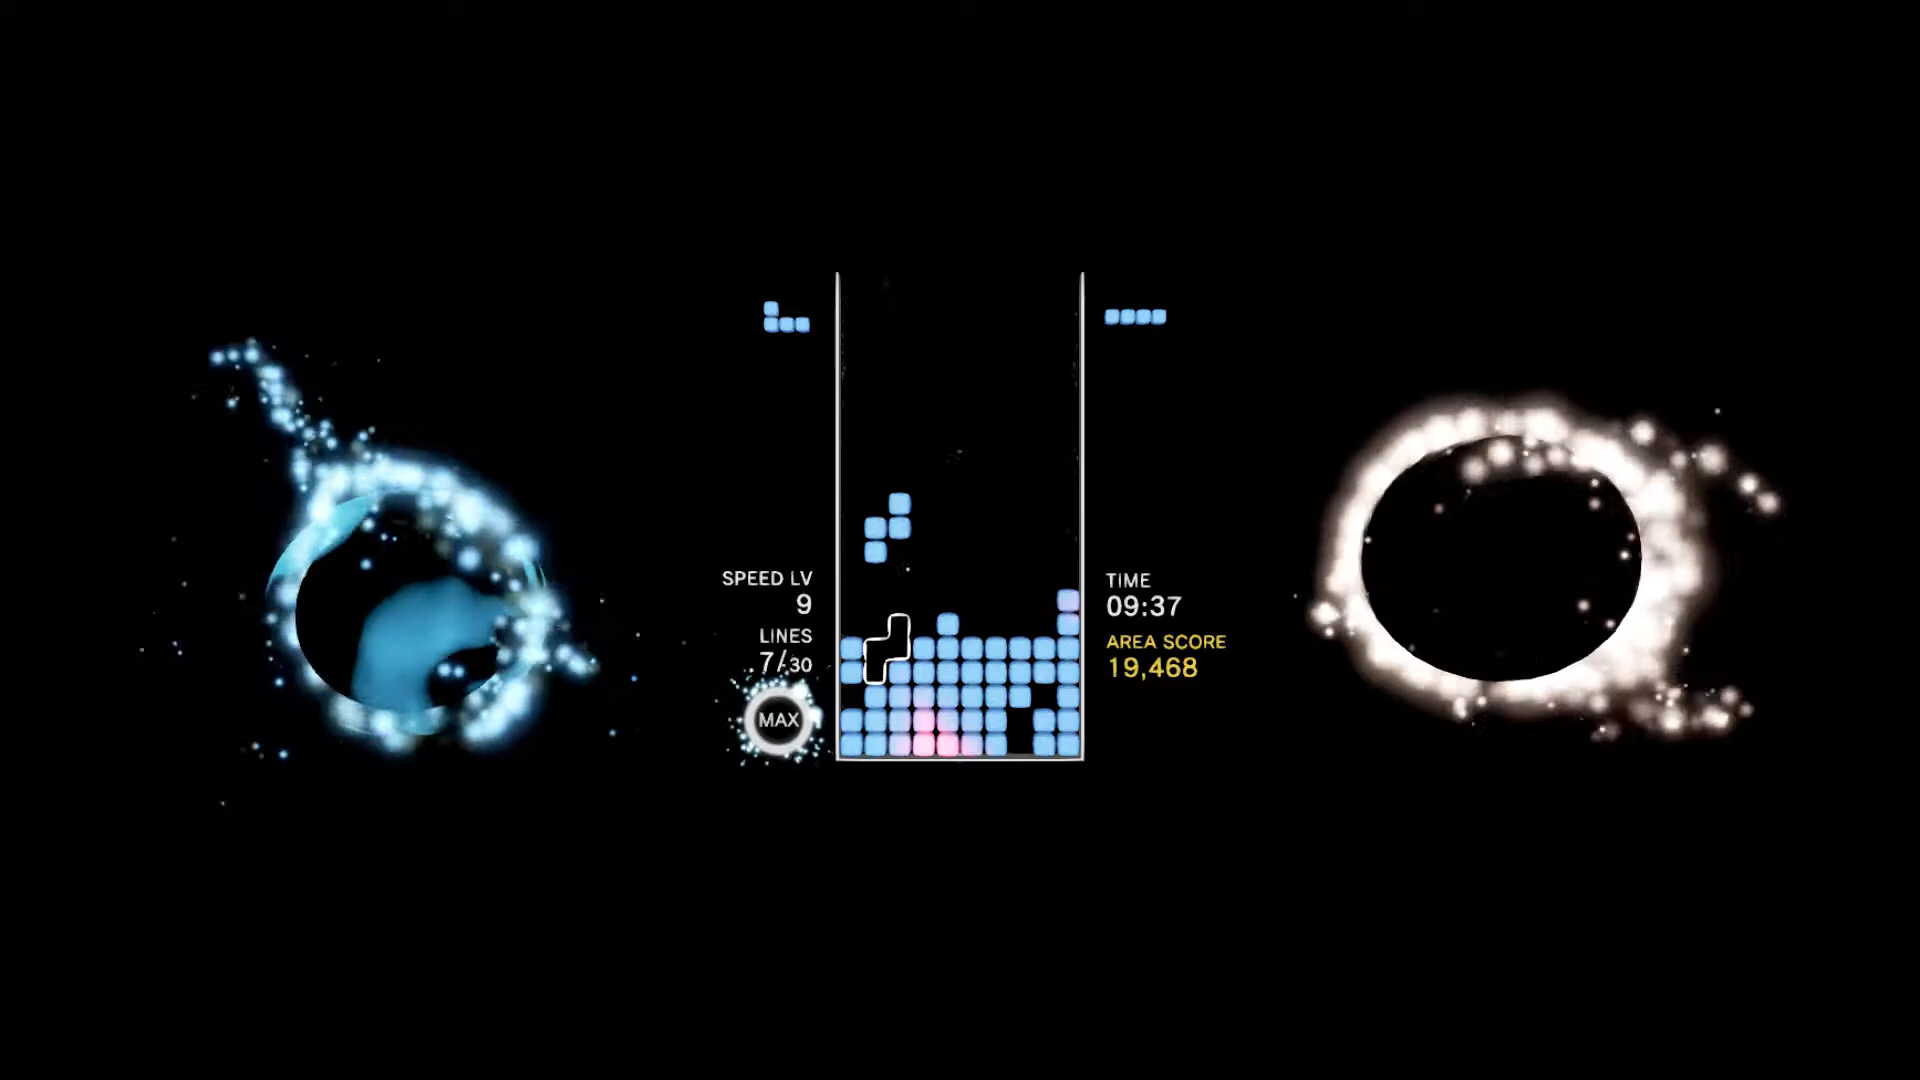 SPEED LV
9
LINES
7/30
MAX
TIME
09:37
AREA SCORE
19,468